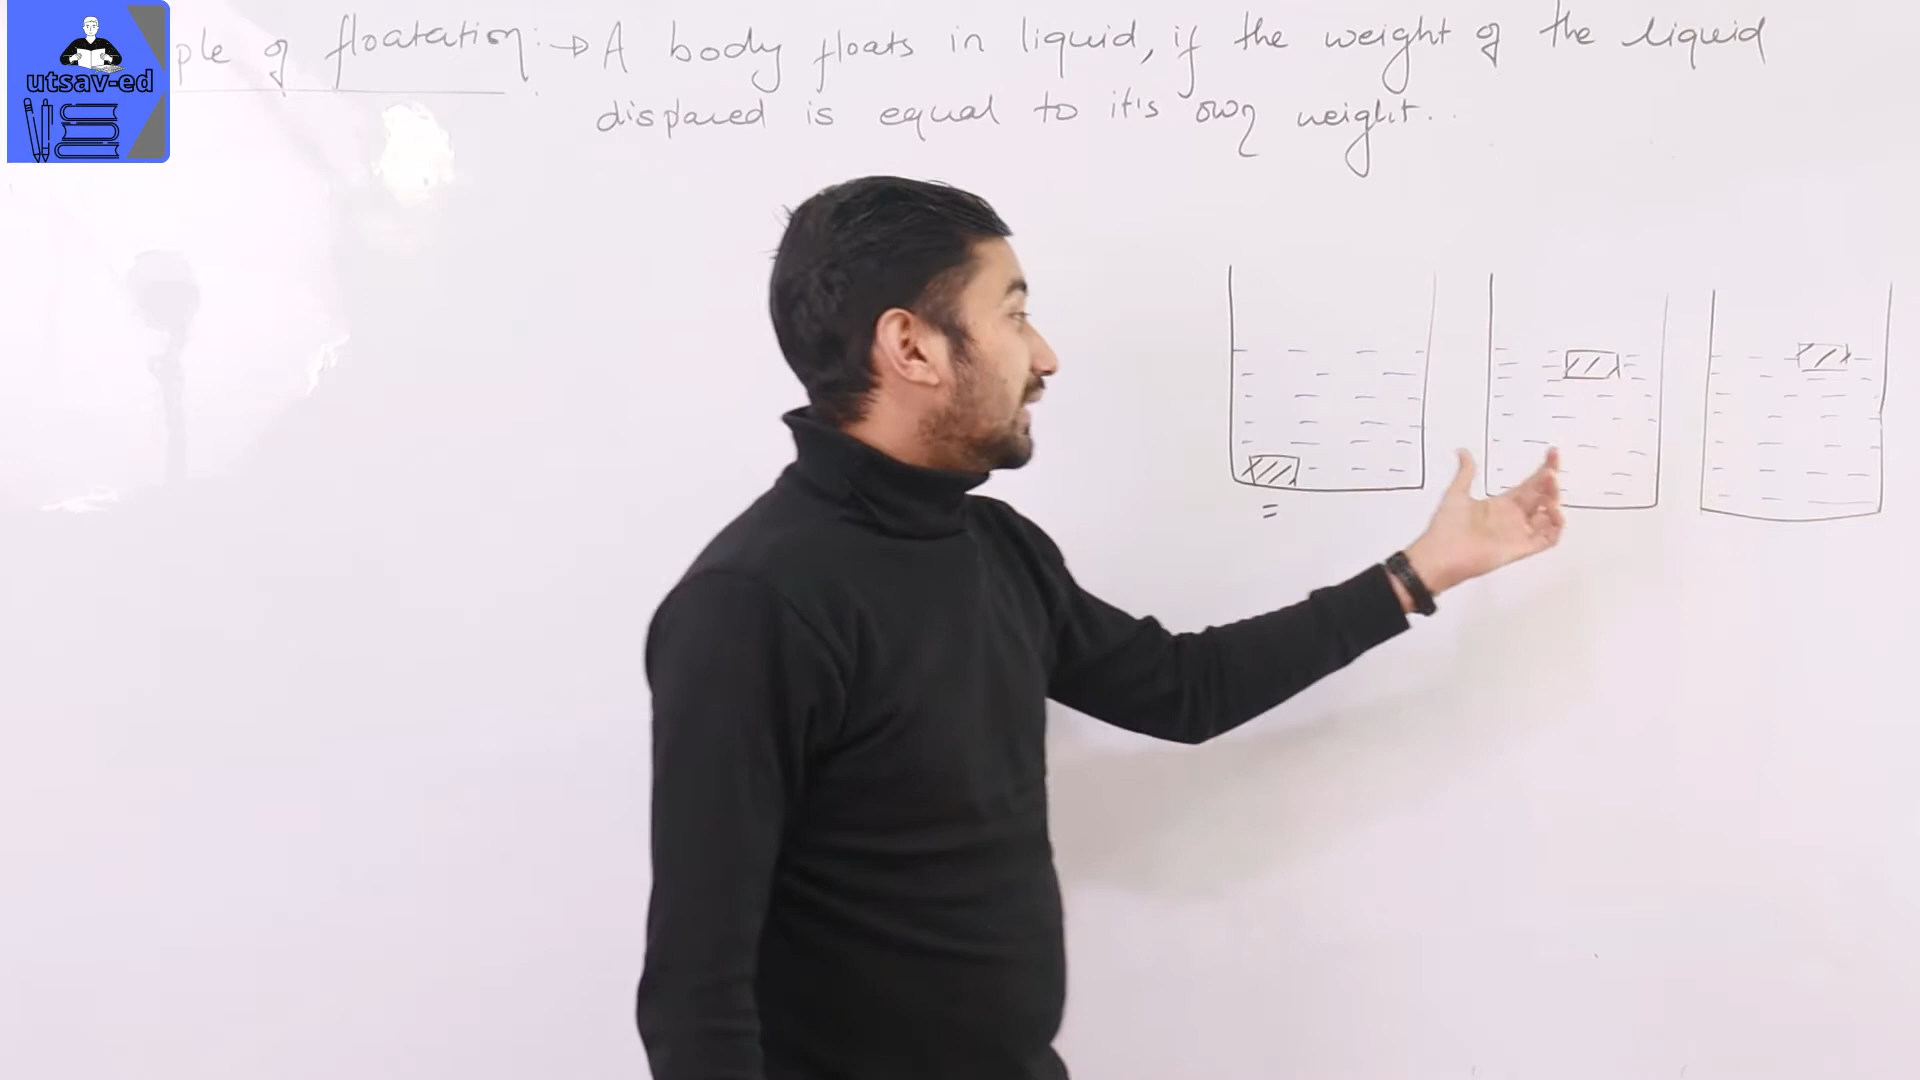 utsav-ed
ple of floatation:→ A body floats in liquid, if the weight of the liquid
displaced is equal to it's own weight..
=